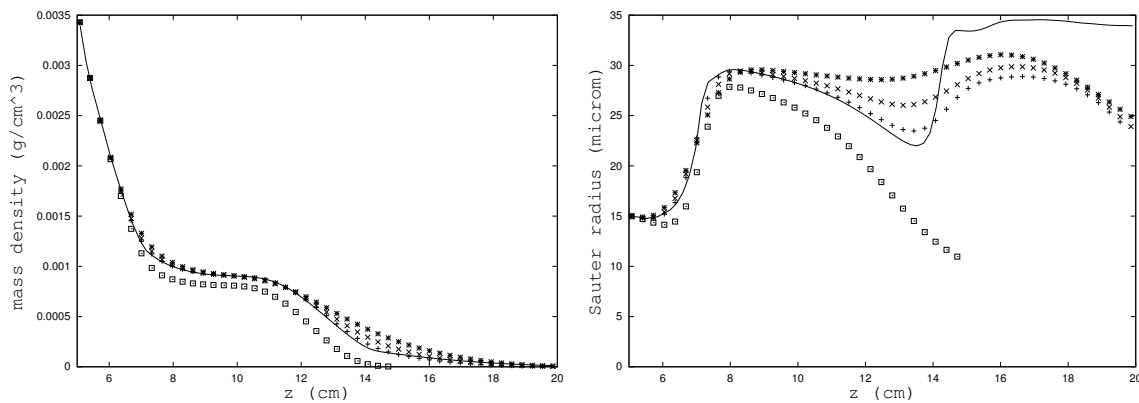 0.0035
0.003
0.0025
0.002
0.0015
0.001
0.0005
0
6 8 10 12 14 16 18 20
z (cm)
mass density (g/cm^3)
35
30
25
20
15
10
5
0
6 8 10 12 14 16 18 20
z (cm)
Sauter radius (microm)